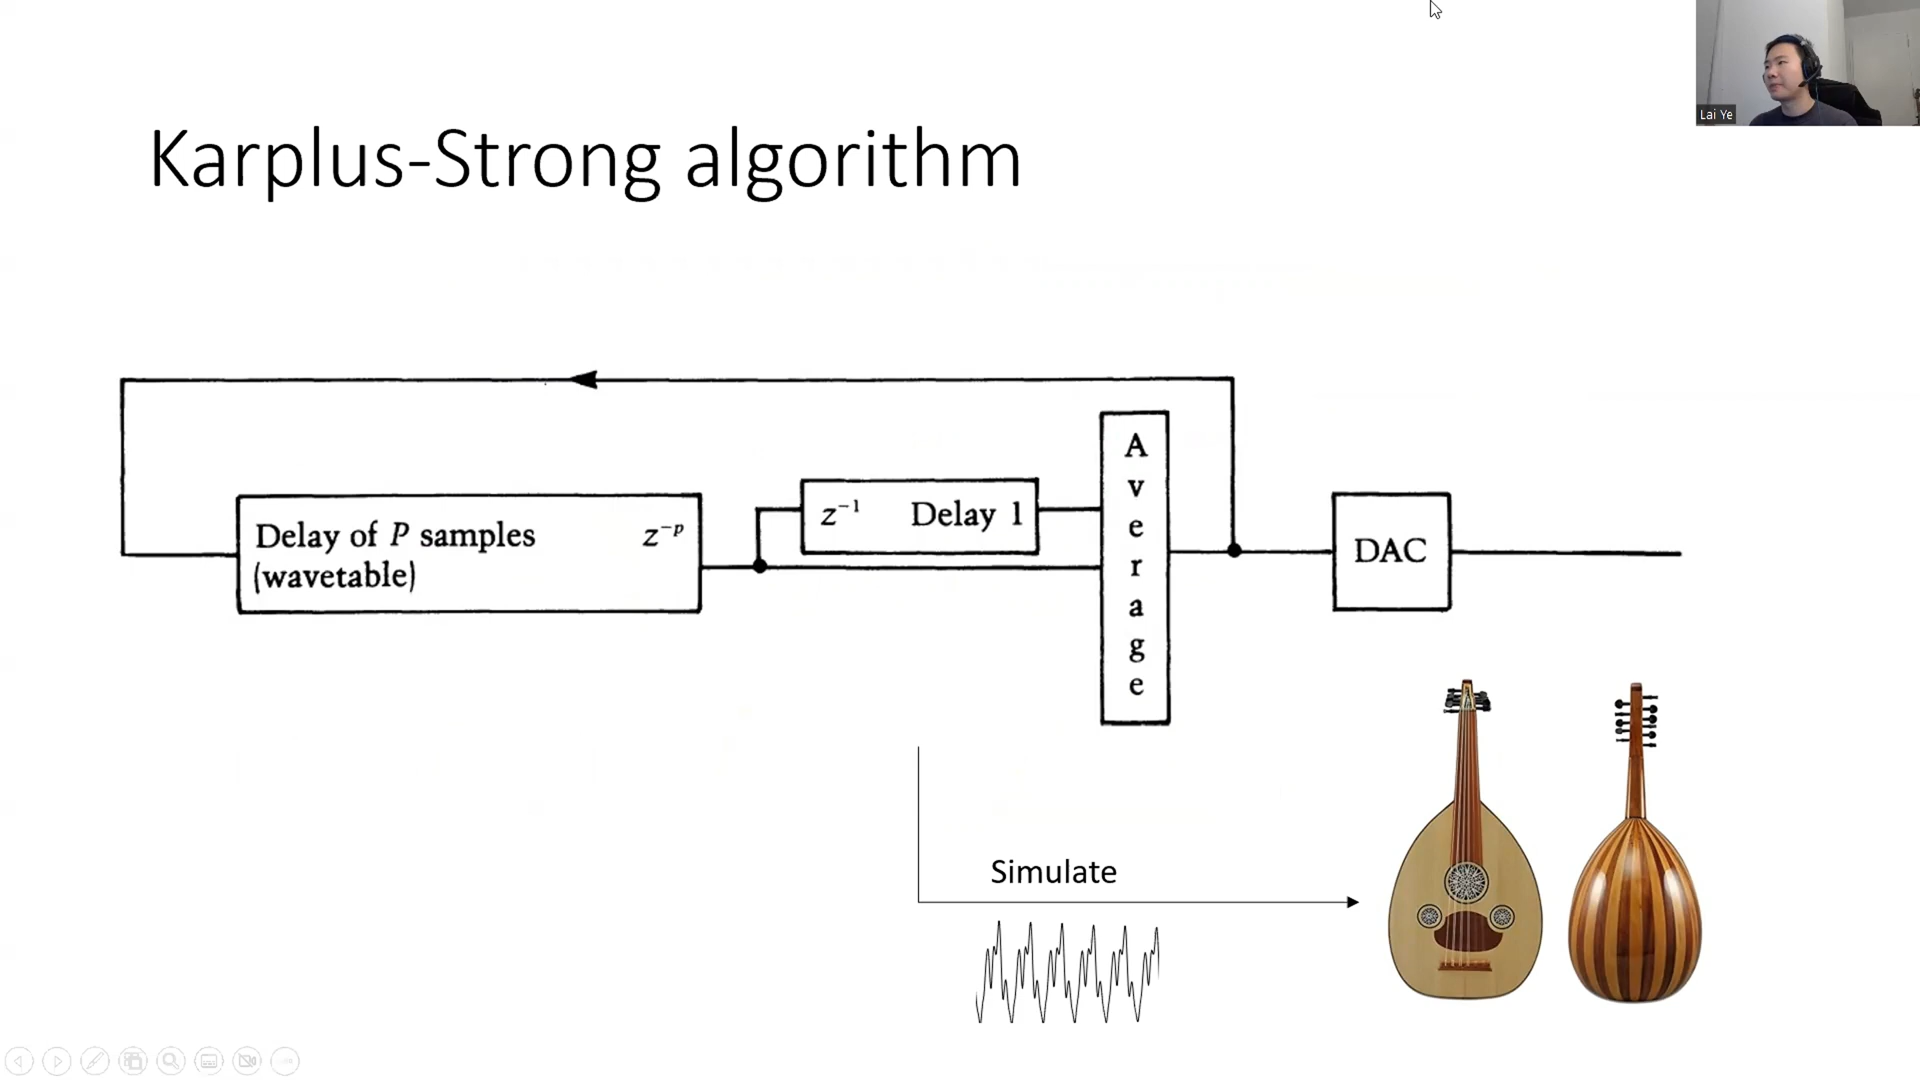 Lai Ye
Karplus-Strong algorithm
Delay of P samples z⁻ᵖ
(wavetable)
z⁻¹ Delay 1
Average
DAC
Simulate